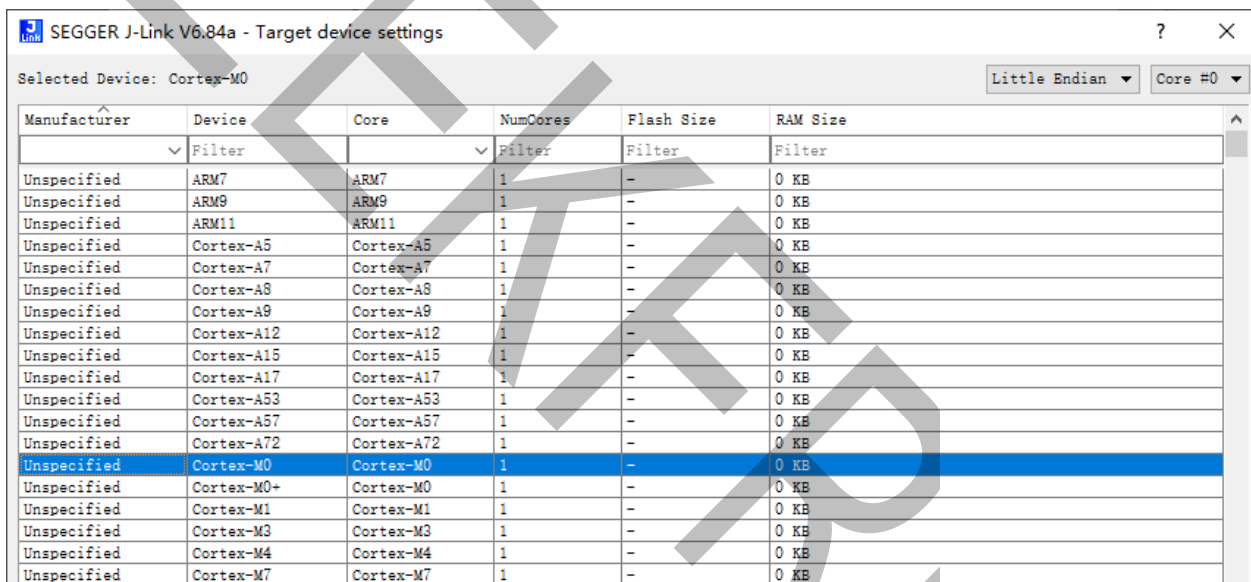 J Link SEGGER J-Link V6.84a - Target device settings ? ×
Selected Device: Cortex-M0 Little Endian Core #0
Manufacturer Device Core NumCores Flash Size RAM Size
Filter Filter Filter Filter
Unspecified ARM7 ARM7 1 - 0 KB
Unspecified ARM9 ARM9 1 - 0 KB
Unspecified ARM11 ARM11 1 - 0 KB
Unspecified Cortex-A5 Cortex-A5 1 - 0 KB
Unspecified Cortex-A7 Cortex-A7 1 - 0 KB
Unspecified Cortex-A8 Cortex-A8 1 - 0 KB
Unspecified Cortex-A9 Cortex-A9 1 - 0 KB
Unspecified Cortex-A12 Cortex-A12 1 - 0 KB
Unspecified Cortex-A15 Cortex-A15 1 - 0 KB
Unspecified Cortex-A17 Cortex-A17 1 - 0 KB
Unspecified Cortex-A53 Cortex-A53 1 - 0 KB
Unspecified Cortex-A57 Cortex-A57 1 - 0 KB
Unspecified Cortex-A72 Cortex-A72 1 - 0 KB
Unspecified Cortex-M0 Cortex-M0 1 - 0 KB
Unspecified Cortex-M0+ Cortex-M0 1 - 0 KB
Unspecified Cortex-M1 Cortex-M1 1 - 0 KB
Unspecified Cortex-M3 Cortex-M3 1 - 0 KB
Unspecified Cortex-M4 Cortex-M4 1 - 0 KB
Unspecified Cortex-M7 Cortex-M7 1 - 0 KB